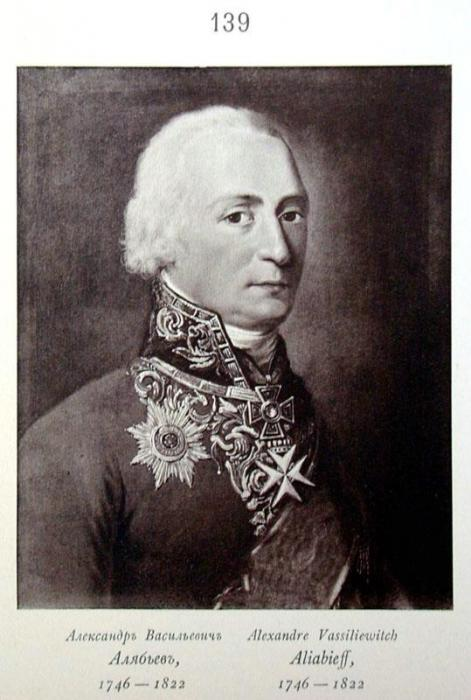 139
Александръ Васильевичъ Alexandre Vassiliewitch
Алябьевъ, Aliabieff,
1746 — 1822 1746 — 1822